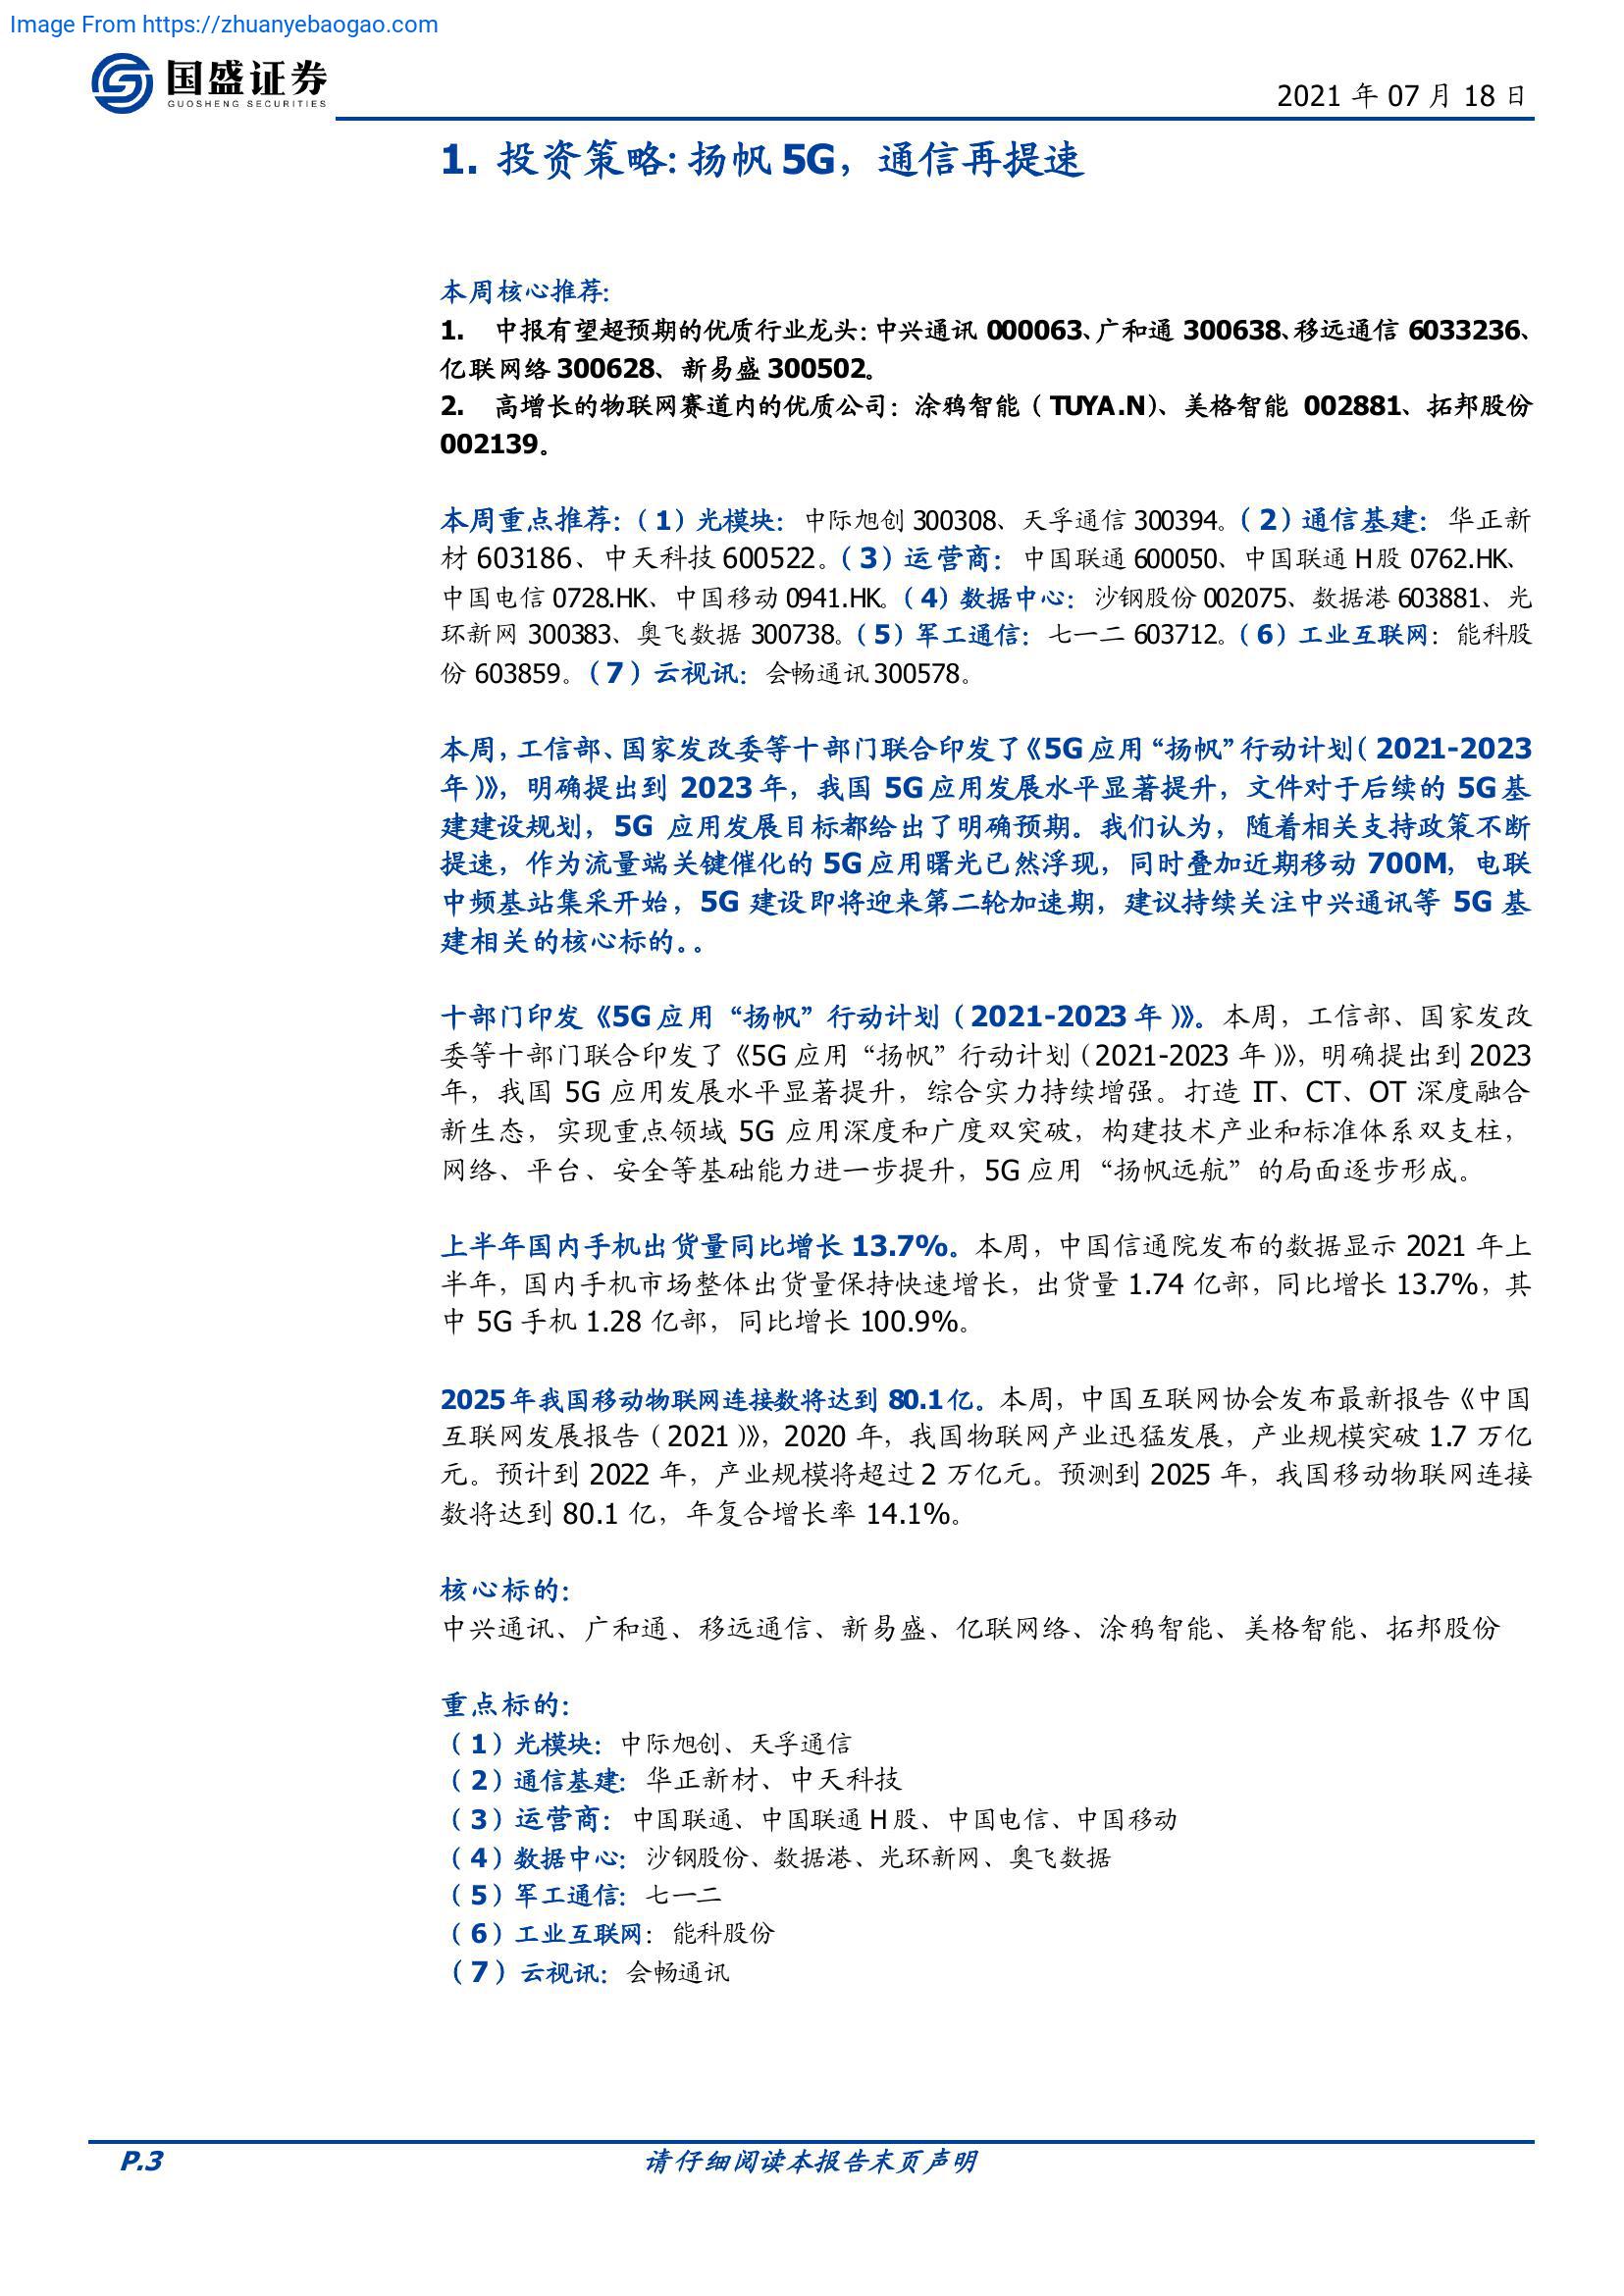 Image From https://zhuanyebaogao.com
国盛证券
GUOSHENG SECURITIES
2021 年 07 月 18 日
1. 投资策略: 扬帆 5G，通信再提速
本周核心推荐:
1. 中报有望超预期的优质行业龙头: 中兴通讯 000063、广和通 300638、移远通信 6033236、
亿联网络 300628、新易盛 300502。
2. 高增长的物联网赛道内的优质公司: 涂鸦智能（TUYA.N)、美格智能 002881、拓邦股份
002139。
本周重点推荐:（1）光模块: 中际旭创 300308、天孚通信 300394。（2）通信基建: 华正新
材 603186、中天科技 600522。（3）运营商: 中国联通 600050、中国联通 H 股 0762.HK、
中国电信 0728.HK、中国移动 0941.HK。（4）数据中心: 沙钢股份 002075、数据港 603881、光
环新网 300383、奥飞数据 300738。（5）军工通信: 七一二 603712。（6）工业互联网: 能科股
份 603859。（7）云视讯: 会畅通讯 300578。
本周，工信部、国家发改委等十部门联合印发了《5G 应用“扬帆”行动计划（2021-2023
年)》，明确提出到 2023 年，我国 5G 应用发展水平显著提升，文件对于后续的 5G 基
建建设规划，5G 应用发展目标都给出了明确预期。我们认为，随着相关支持政策不断
提速，作为流量端关键催化的 5G 应用曙光已然浮现，同时叠加近期移动 700M，电联
中频基站集采开始，5G 建设即将迎来第二轮加速期，建议持续关注中兴通讯等 5G 基
建相关的核心标的。。
十部门印发《5G 应用“扬帆”行动计划（2021-2023 年)》。本周，工信部、国家发改
委等十部门联合印发了《5G 应用“扬帆”行动计划（2021-2023 年)》，明确提出到 2023
年，我国 5G 应用发展水平显著提升，综合实力持续增强。打造 IT、CT、OT 深度融合
新生态，实现重点领域 5G 应用深度和广度双突破，构建技术产业和标准体系双支柱，
网络、平台、安全等基础能力进一步提升，5G 应用“扬帆远航”的局面逐步形成。
上半年国内手机出货量同比增长 13.7%。本周，中国信通院发布的数据显示 2021 年上
半年，国内手机市场整体出货量保持快速增长，出货量 1.74 亿部，同比增长 13.7%，其
中 5G 手机 1.28 亿部，同比增长 100.9%。
2025 年我国移动物联网连接数将达到 80.1 亿。本周，中国互联网协会发布最新报告《中国
互联网发展报告（2021)》，2020 年，我国物联网产业迅猛发展，产业规模突破 1.7 万亿
元。预计到 2022 年，产业规模将超过 2 万亿元。预测到 2025 年，我国移动物联网连接
数将达到 80.1 亿，年复合增长率 14.1%。
核心标的:
中兴通讯、广和通、移远通信、新易盛、亿联网络、涂鸦智能、美格智能、拓邦股份
重点标的:
（1）光模块: 中际旭创、天孚通信
（2）通信基建: 华正新材、中天科技
（3）运营商: 中国联通、中国联通 H 股、中国电信、中国移动
（4）数据中心: 沙钢股份、数据港、光环新网、奥飞数据
（5）军工通信: 七一二
（6）工业互联网: 能科股份
（7）云视讯: 会畅通讯
P.3
请仔细阅读本报告末页声明